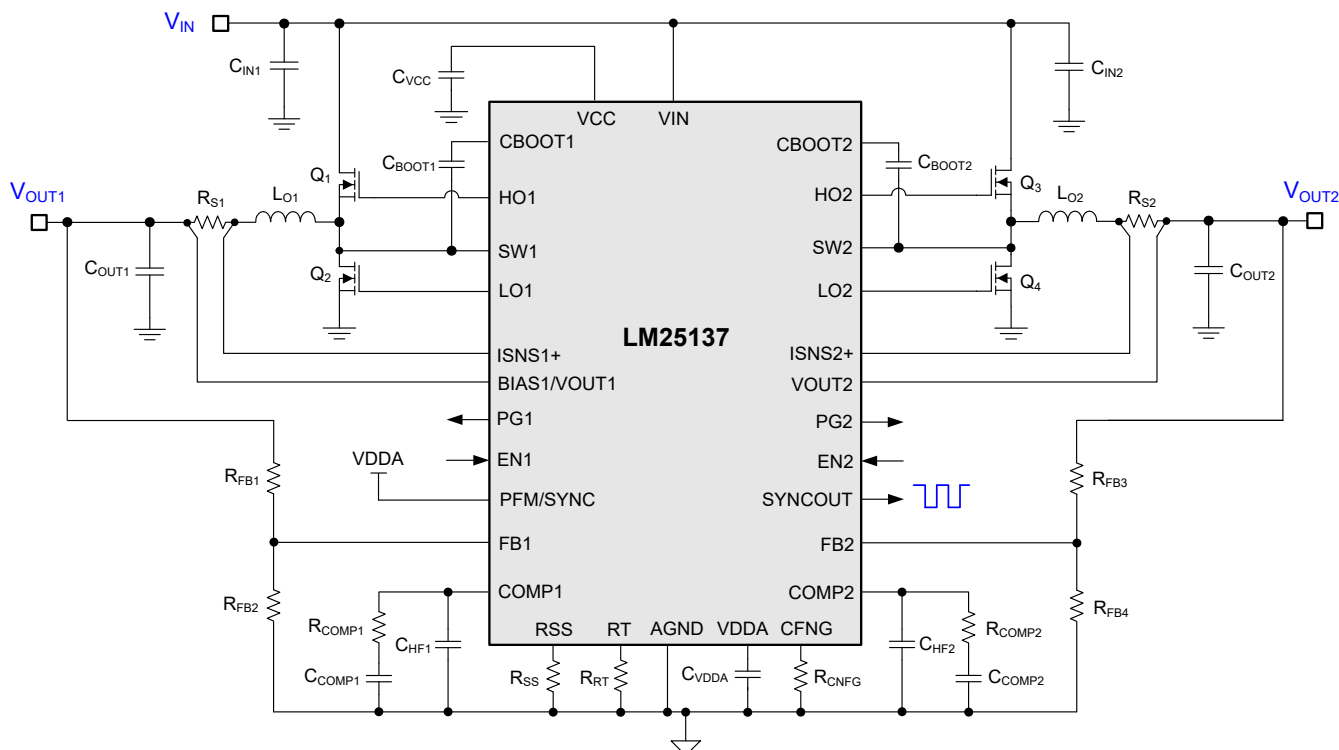 VIN
CIN1
CVCC
CIN2
VCC
VIN
CBOOT1
CBOOT2
CBOOT1
CBOOT2
Q1
Q3
VOUT1
RS1
LO1
HO1
HO2
LO2
RS2
VOUT2
SW1
SW2
COUT1
Q2
LO1
LO2
Q4
COUT2
LM25137
ISNS1+
ISNS2+
BIAS1/VOUT1
VOUT2
PG1
PG2
VDDA
EN1
EN2
RFB1
PFM/SYNC
SYNCOUT
RFB3
FB1
FB2
RFB2
COMP1
COMP2
RFB4
RCOMP1
CHF1
RSS
RT
AGND
VDDA
CFNG
CHF2
RCOMP2
CCOMP1
RSS
RRT
CVDDA
RCNFG
CCOMP2